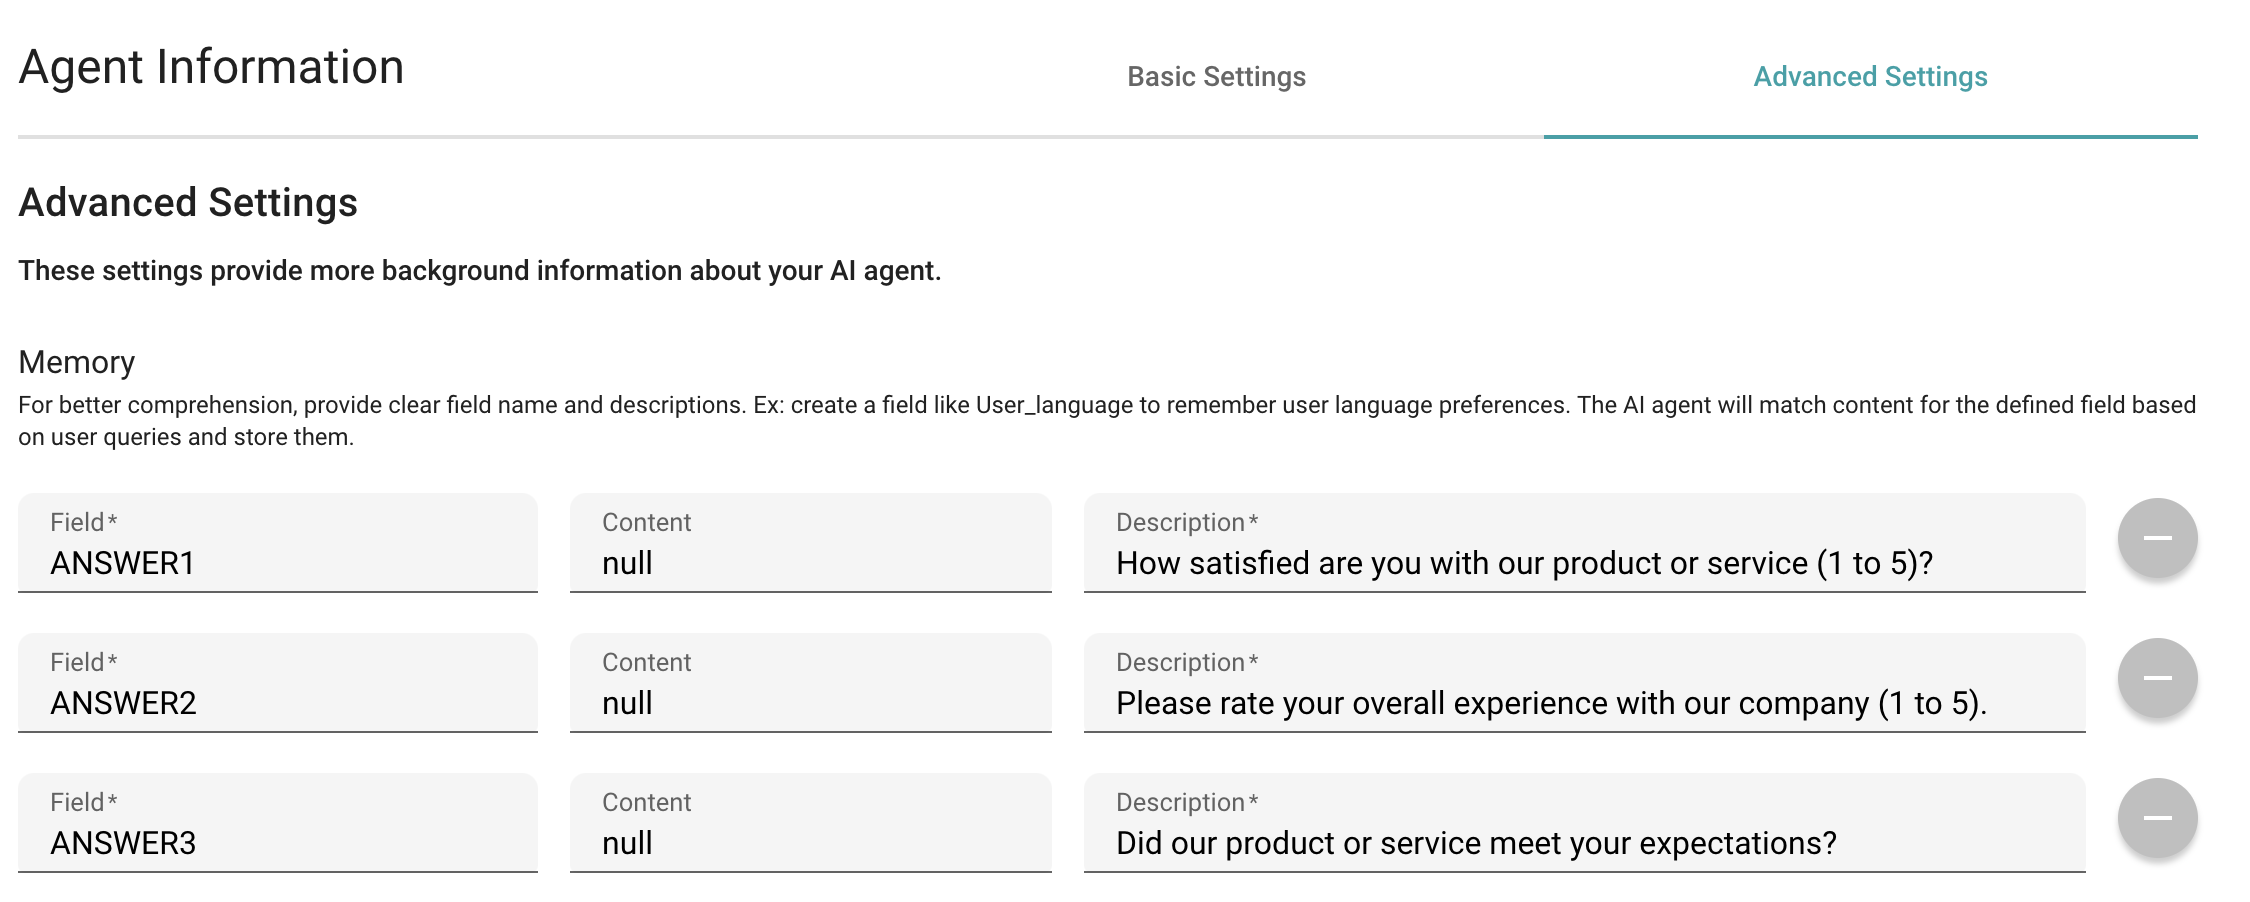 Agent Information
Basic Settings
Advanced Settings
Advanced Settings
These settings provide more background information about your AI agent.
Memory
For better comprehension, provide clear field name and descriptions. Ex: create a field like User_language to remember user language preferences. The AI agent will match content for the defined field based
on user queries and store them.
Field*
Content
Description*
ANSWER1
null
How satisfied are you with our product or service (1 to 5)?
Field*
Content
Description*
ANSWER2
null
Please rate your overall experience with our company (1 to 5).
Field*
Content
Description*
ANSWER3
null
Did our product or service meet your expectations?